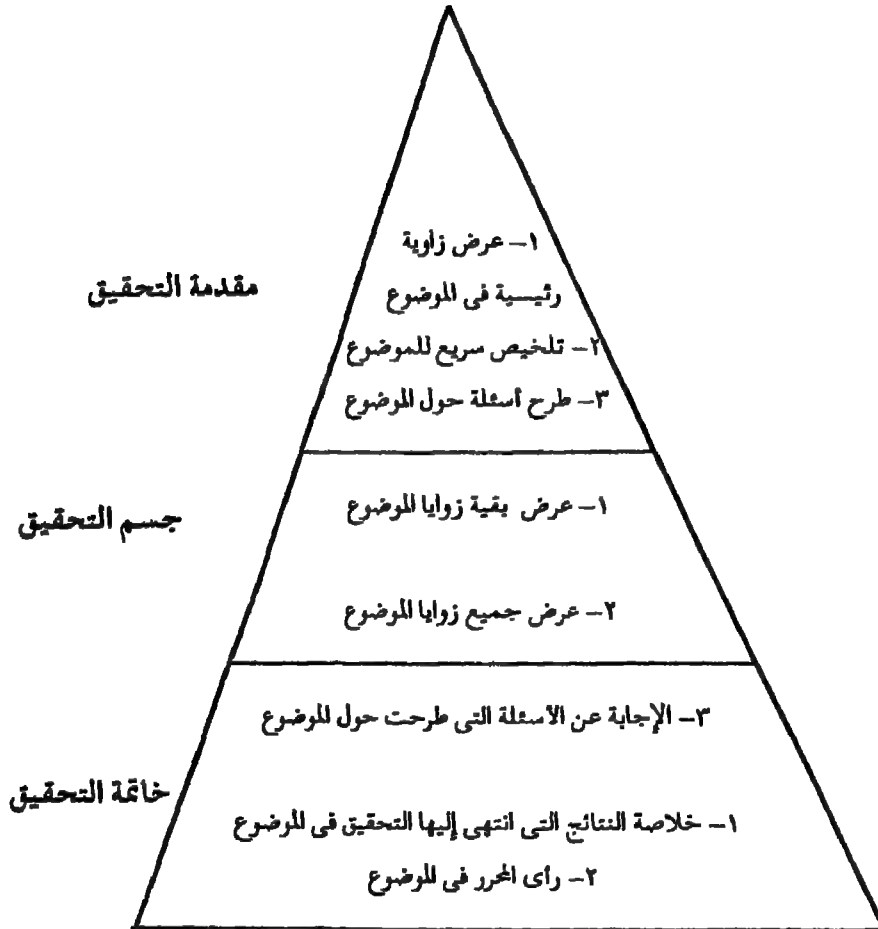 ١– عرض زاوية
مقدمة التحقيق
رئيسية فى الموضوع
٢– تلخيص سريع للموضوع
٣– طرح أسئلة حول الموضوع
١– عرض بقية زوايا الموضوع
جسم التحقيق
٢– عرض جميع زوايا الموضوع
٣– الإجابة عن الأسئلة التى طرحت حول الموضوع
خاتمة التحقيق
١– خلاصة النتائج التى انتهى إليها التحقيق فى الموضوع
٢– رأى المحرر فى الموضوع